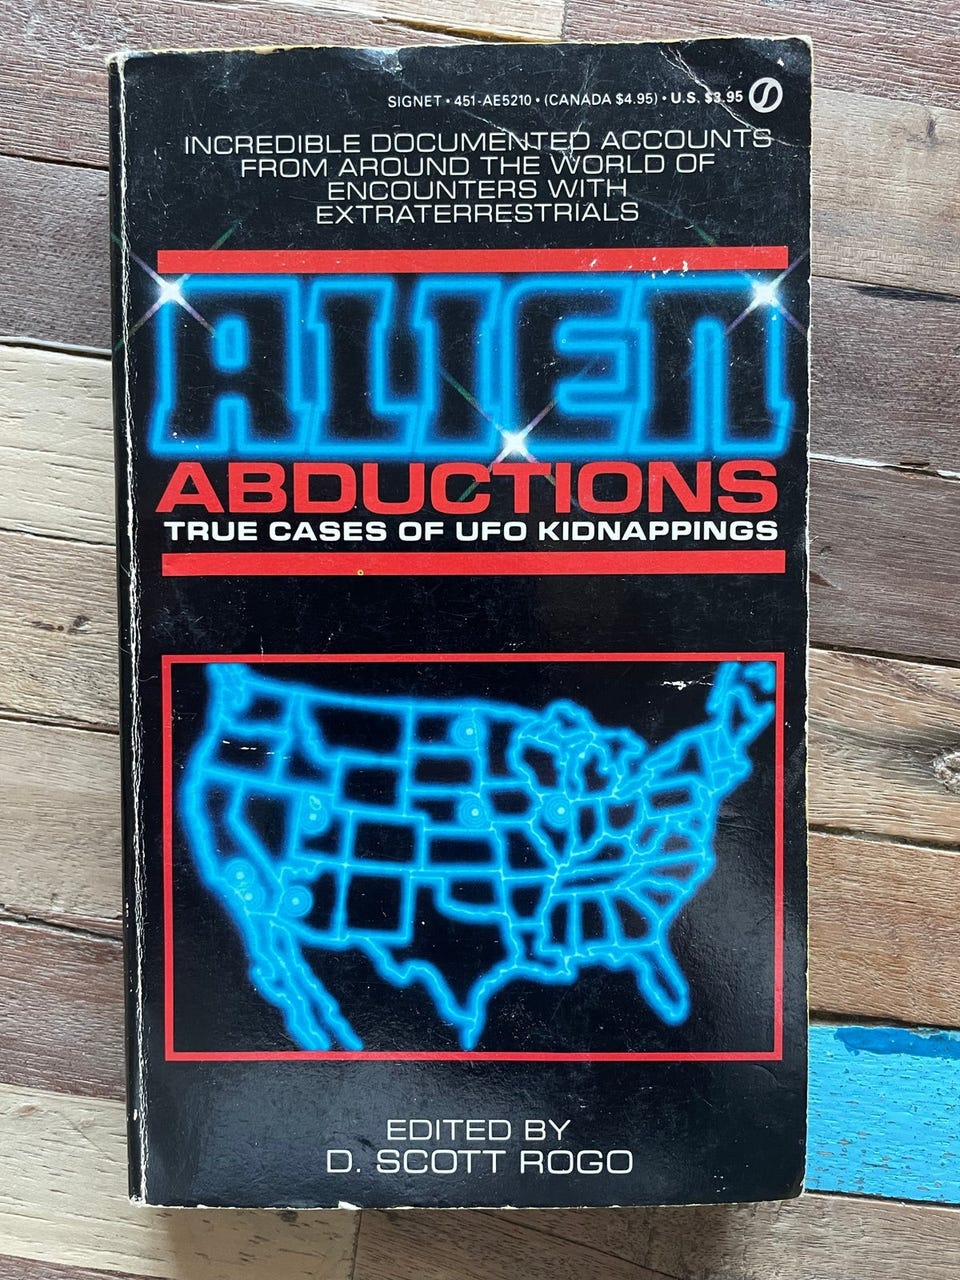 SIGNET • 451-AE5210 • (CANADA $4.95) • U.S. $3.95
INCREDIBLE DOCUMENTED ACCOUNTS
FROM AROUND THE WORLD OF
ENCOUNTERS WITH
EXTRATERRESTRIALS
ALIEN
ABDUCTIONS
TRUE CASES OF UFO KIDNAPPINGS
EDITED BY
D. SCOTT ROGO